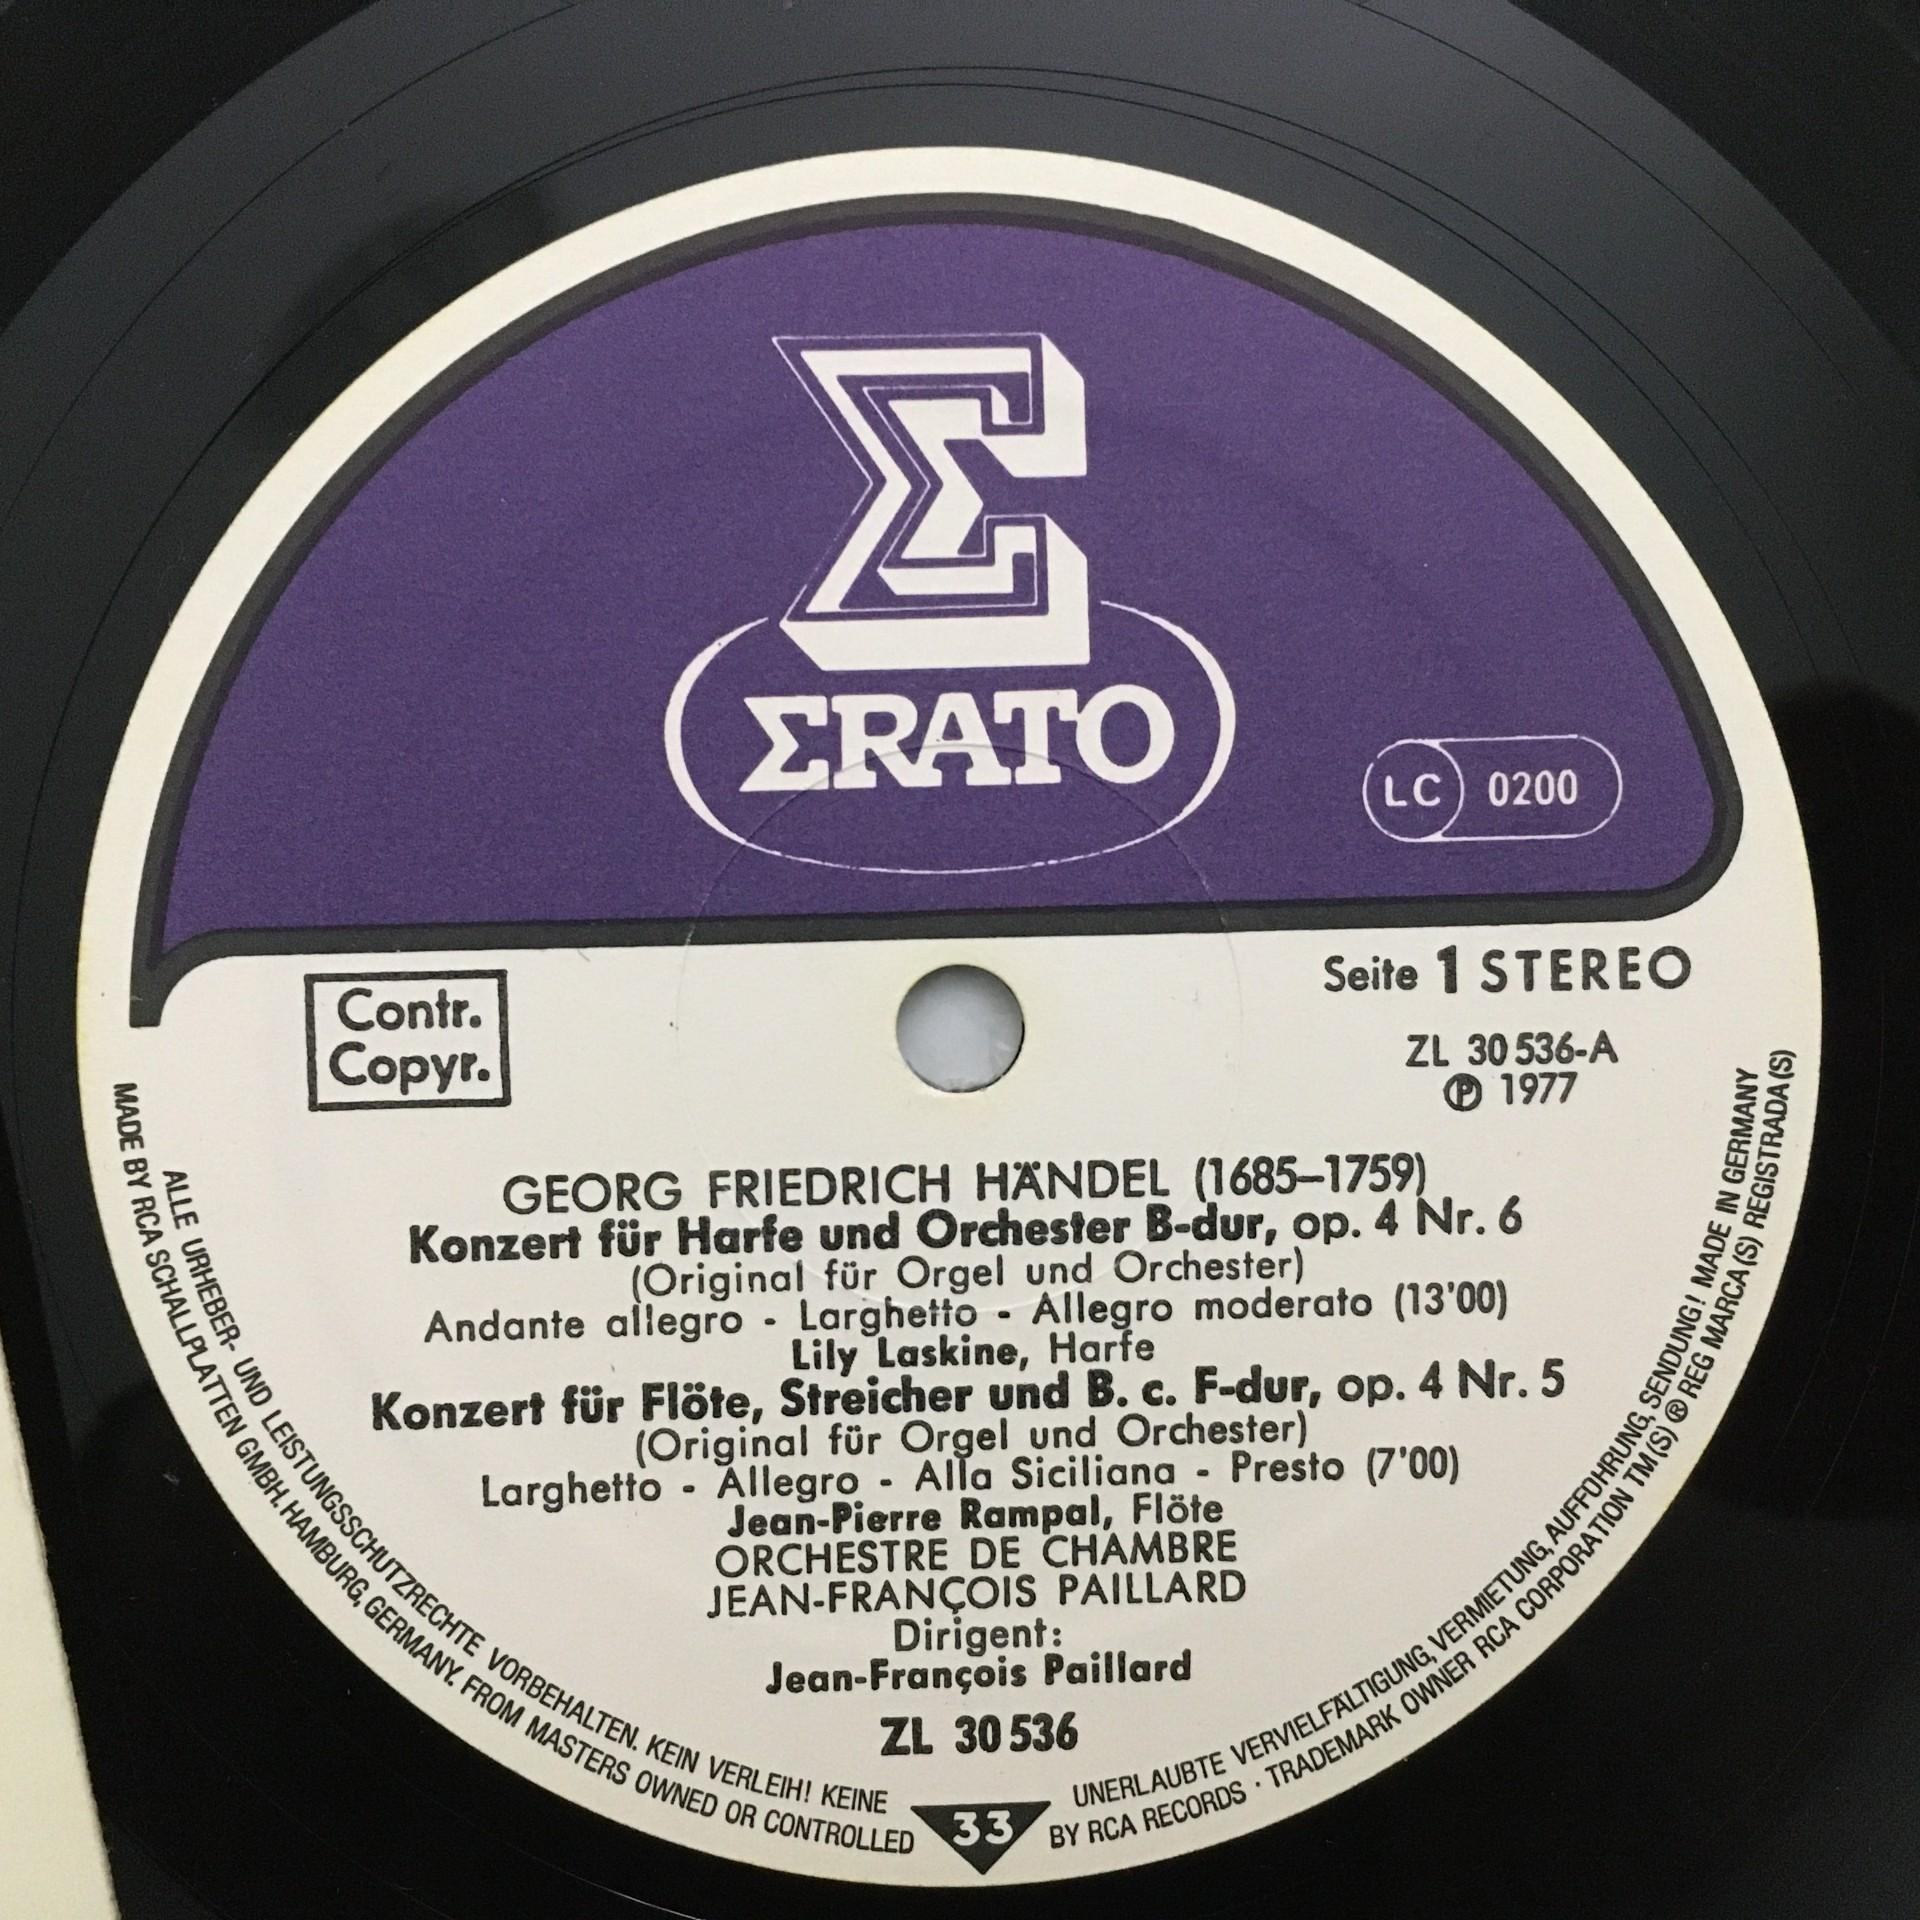 Σ
ΣRATO
LC 0200
Contr.
Copyr.
Seite 1 STEREO
ZL 30 536-A
Ⓟ 1977
GEORG FRIEDRICH HÄNDEL (1685–1759)
Konzert für Harfe und Orchester B-dur, op. 4 Nr. 6
(Original für Orgel und Orchester)
Andante allegro - Larghetto - Allegro moderato (13'00)
Lily Laskine, Harfe
Konzert für Flöte, Streicher und B. c. F-dur, op. 4 Nr. 5
(Original für Orgel und Orchester)
Larghetto - Allegro - Alla Siciliana - Presto (7'00)
Jean-Pierre Rampal, Flöte
ORCHESTRE DE CHAMBRE
JEAN-FRANÇOIS PAILLARD
Dirigent:
Jean-François Paillard
ZL 30 536
33
ALLE URHEBER- UND LEISTUNGSSCHUTZRECHTE VORBEHALTEN. KEIN VERLEIH! KEINE UNERLAUBTE VERVIELFÄLTIGUNG, VERMIETUNG, AUFFÜHRUNG, SENDUNG! MADE IN GERMANY
MADE BY RCA SCHALLPLATTEN GMBH. HAMBURG, GERMANY. FROM MASTERS OWNED OR CONTROLLED BY RCA RECORDS · TRADEMARK OWNER RCA CORPORATION TM(S) ® REG MARCA(S) REGISTRADA(S)